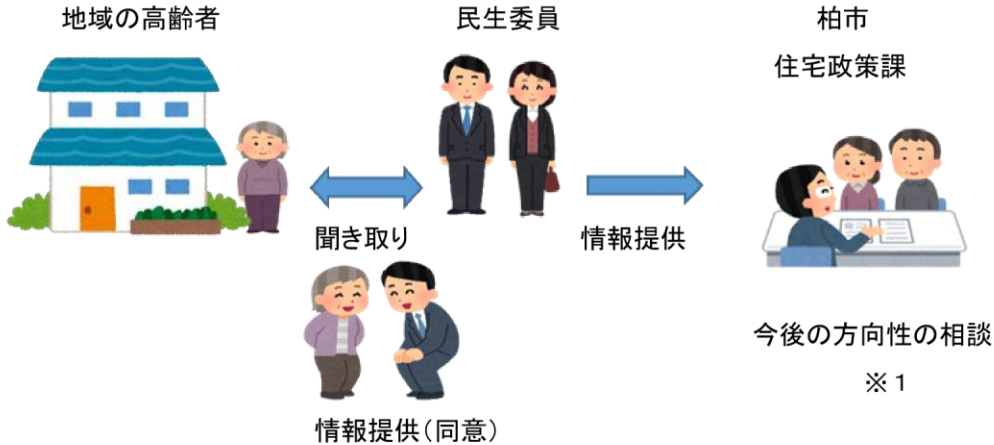 地域の高齢者
民生委員
柏市
住宅政策課
聞き取り
情報提供
情報提供（同意）
今後の方向性の相談
※１